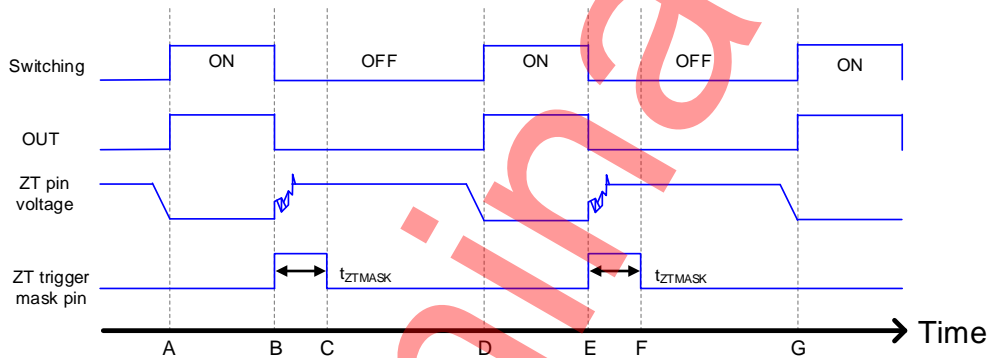 Switching
ON
OFF
ON
OFF
ON
OUT
ZT pin
voltage
ZT trigger
mask pin
tZTMASK
tZTMASK
Time
A
B
C
D
E
F
G